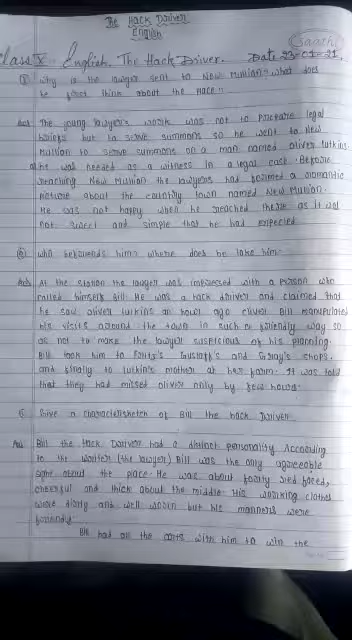 The Hack Driver
English
Class X - English, The Hack Driver. Date 23-01-21,
Why is the lawyer sent to New Mullion? what does
he first think about the place?
Ans The young lawyer's work was not to prepare legal
briefs but to serve summons so he went to New
Mullion to serve summons on a man named oliver lutkins
he was needed as a witness in a legal case. Before
reaching New Mullion the lawyers had formed a romantic
picture about the country town named New Mullion.
He was not happy when he reached there as it was
not sweet and simple that he had expected
Who befriends him? where does he take him.
Ans At the station the lawyer was impressed with a person who
called himself Bill. He was a hack driver and claimed that
he saw oliver lutkins an hour ago oliver. Bill manipulated
his visits around the town in such a friendly way so
as not to make the lawyer suspicious of his planning.
Bill took him to Fritz's Gustaff's and Gray's shops.
and finally to lutkin's mother at her farm. It was told
that they had missed oliver only by few hours.
Give a charactersketch of Bill the hack Driver
Ans Bill the Hack Driver had a distinct personality According
to the writer (the lawyer) Bill was the only agreeable
sight about the place. He was about forty red faced,
cheerful and thick about the middle. His working clothes
were dirty and well worn but his manners were
friendly.
He had all the arts with him to win the